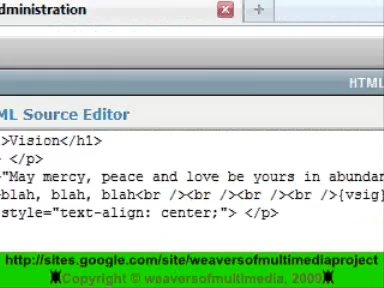 dministration
HTML
ML Source Editor
>Vision</h1>
> </p>
"May mercy, peace and love be yours in abundan
blah, blah, blah<br /><br /><br /><br />{vsig}
style="text-align: center;"> </p>
http://sites.google.com/site/weaversofmultimediaproject
Copyright © weaversofmultimedia, 2009